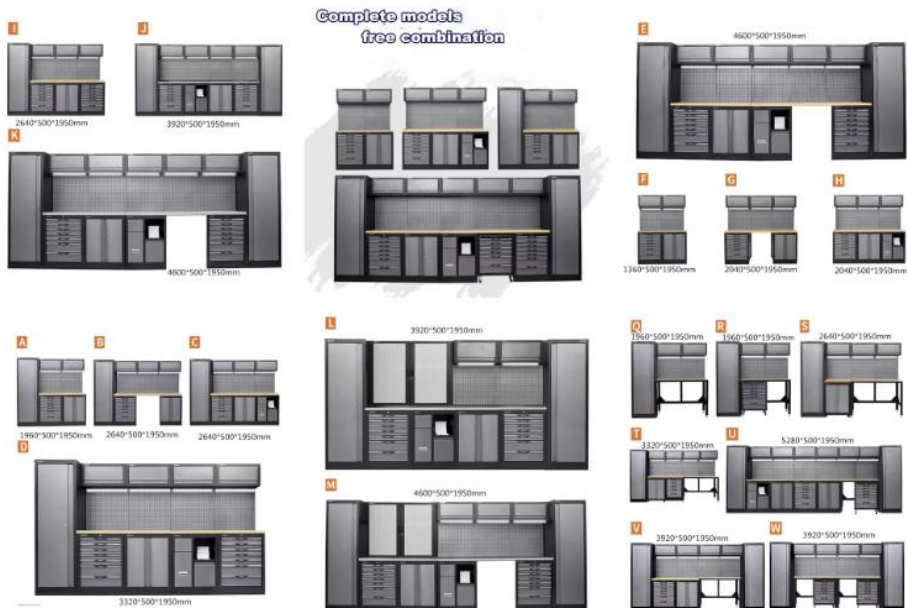 Complete models
free combination
I
J
2640*500*1950mm
3920*500*1950mm
K
4600*500*1950mm
E
4600*500*1950mm
F
G
H
1360*500*1950mm
2040*500*1950mm
2040*500*1950mm
A
B
C
1960*500*1950mm
2640*500*1950mm
2640*500*1950mm
D
3320*500*1950mm
L
3920*500*1950mm
M
4600*500*1950mm
Q
R
S
1960*500*1950mm
1960*500*1950mm
2640*500*1950mm
T
U
3320*500*1950mm
5280*500*1950mm
V
W
3920*500*1950mm
3920*500*1950mm